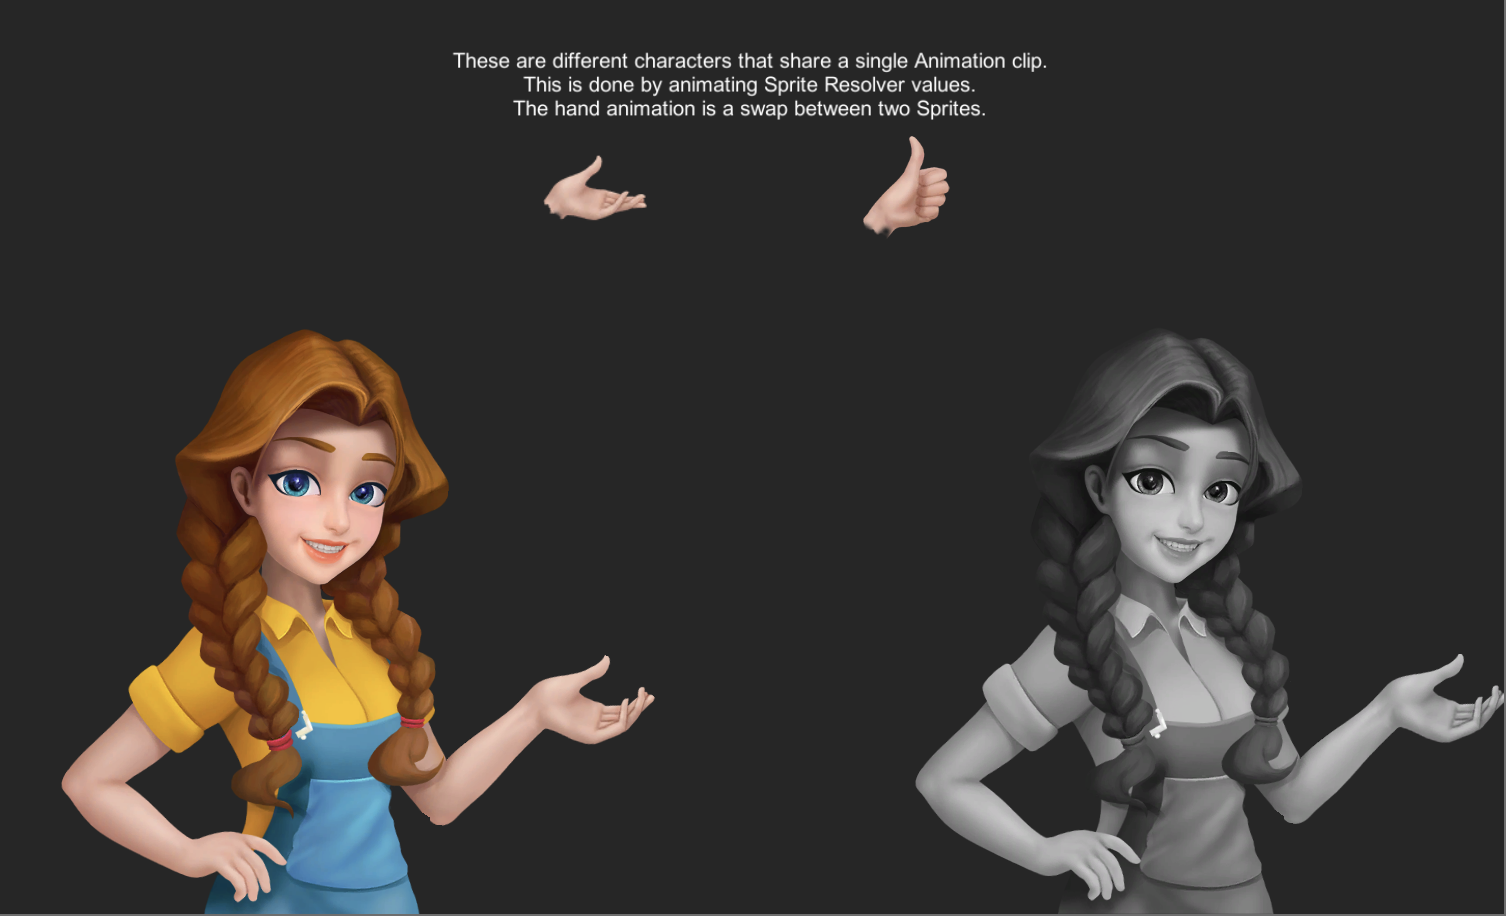 These are different characters that share a single Animation clip.
This is done by animating Sprite Resolver values.
The hand animation is a swap between two Sprites.